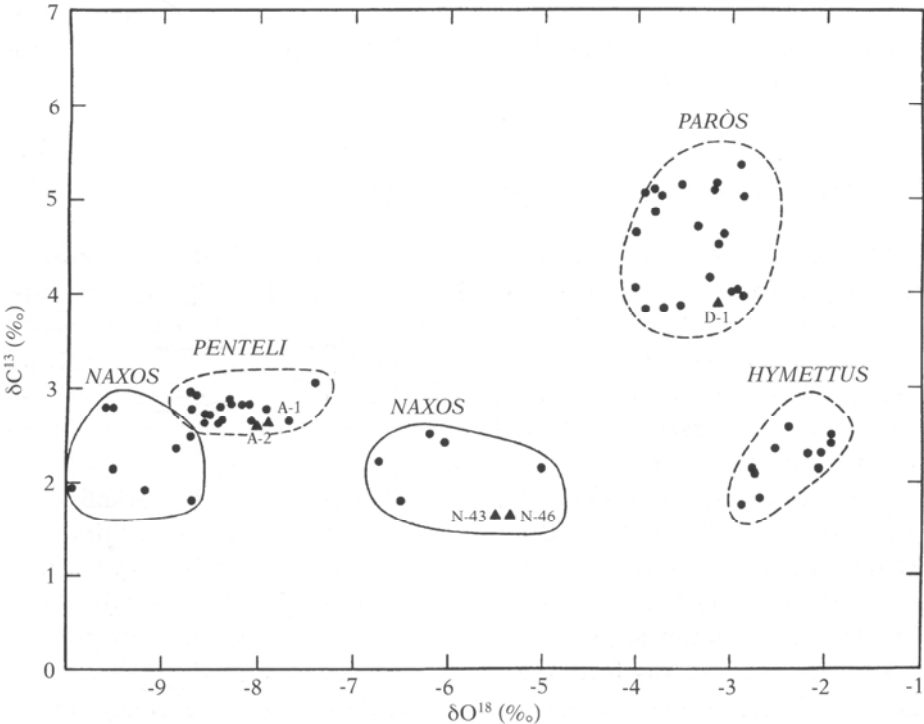 7
6
PARÒS
5
4
D-1
δC¹³ (‰)
PENTELI
NAXOS
NAXOS
HYMETTUS
3
A-1
A-2
2
N-43
N-46
1
0
-9
-8
-7
-6
-5
-4
-3
-2
-1
δO¹⁸ (‰)